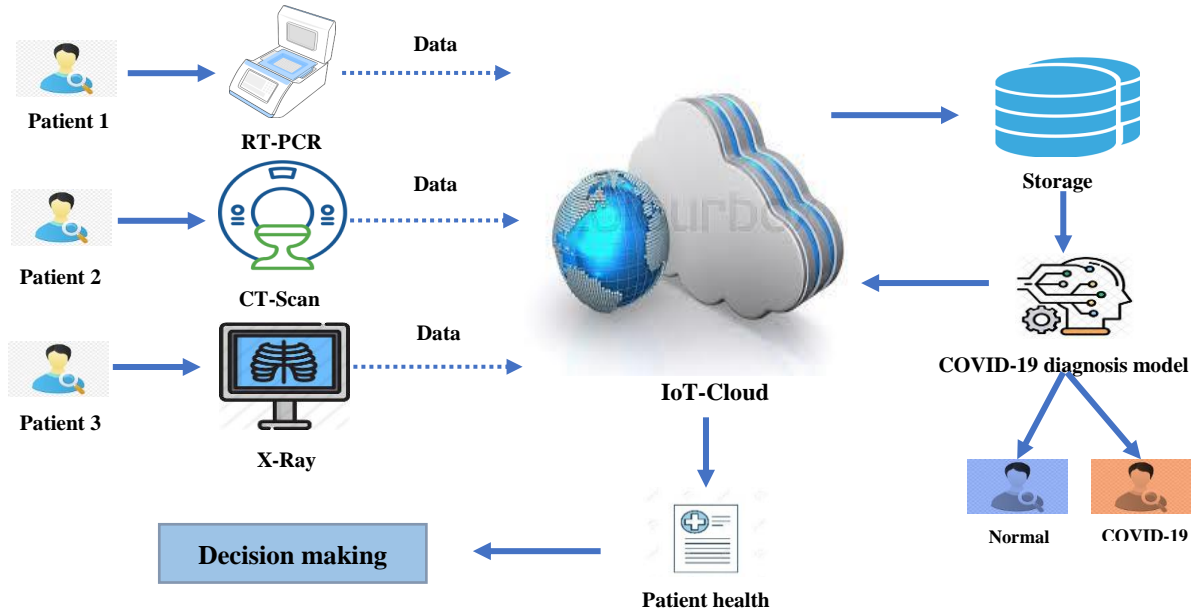 Data
Patient 1
RT-PCR
Data
Storage
Patient 2
CT-Scan
Data
COVID-19 diagnosis model
IoT-Cloud
Patient 3
X-Ray
Normal
COVID-19
Decision making
Patient health